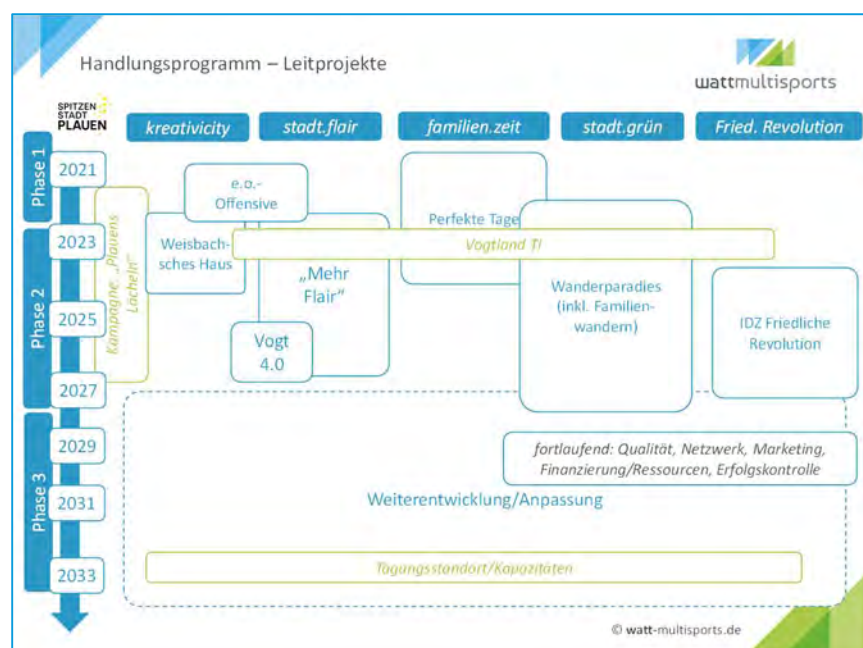 Handlungsprogramm – Leitprojekte
wattmultisports
SPITZEN
STADT
PLAUEN
kreativicity
stadt.flair
familien.zeit
stadt.grün
Fried. Revolution
Phase 1
Phase 2
Phase 3
2021
2023
2025
2027
2029
2031
2033
Kampagne „Plauens
Lächeln“
e.o.-
Offensive
Weisbach-
sches Haus
„Mehr
Flair“
Vogt
4.0
Perfekte Tage
Vogtland TI
Wanderparadies
(inkl. Familien-
wandern)
IDZ Friedliche
Revolution
fortlaufend: Qualität, Netzwerk, Marketing,
Finanzierung/Ressourcen, Erfolgskontrolle
Weiterentwicklung/Anpassung
Tagungsstandort/Kapazitäten
© watt-multisports.de